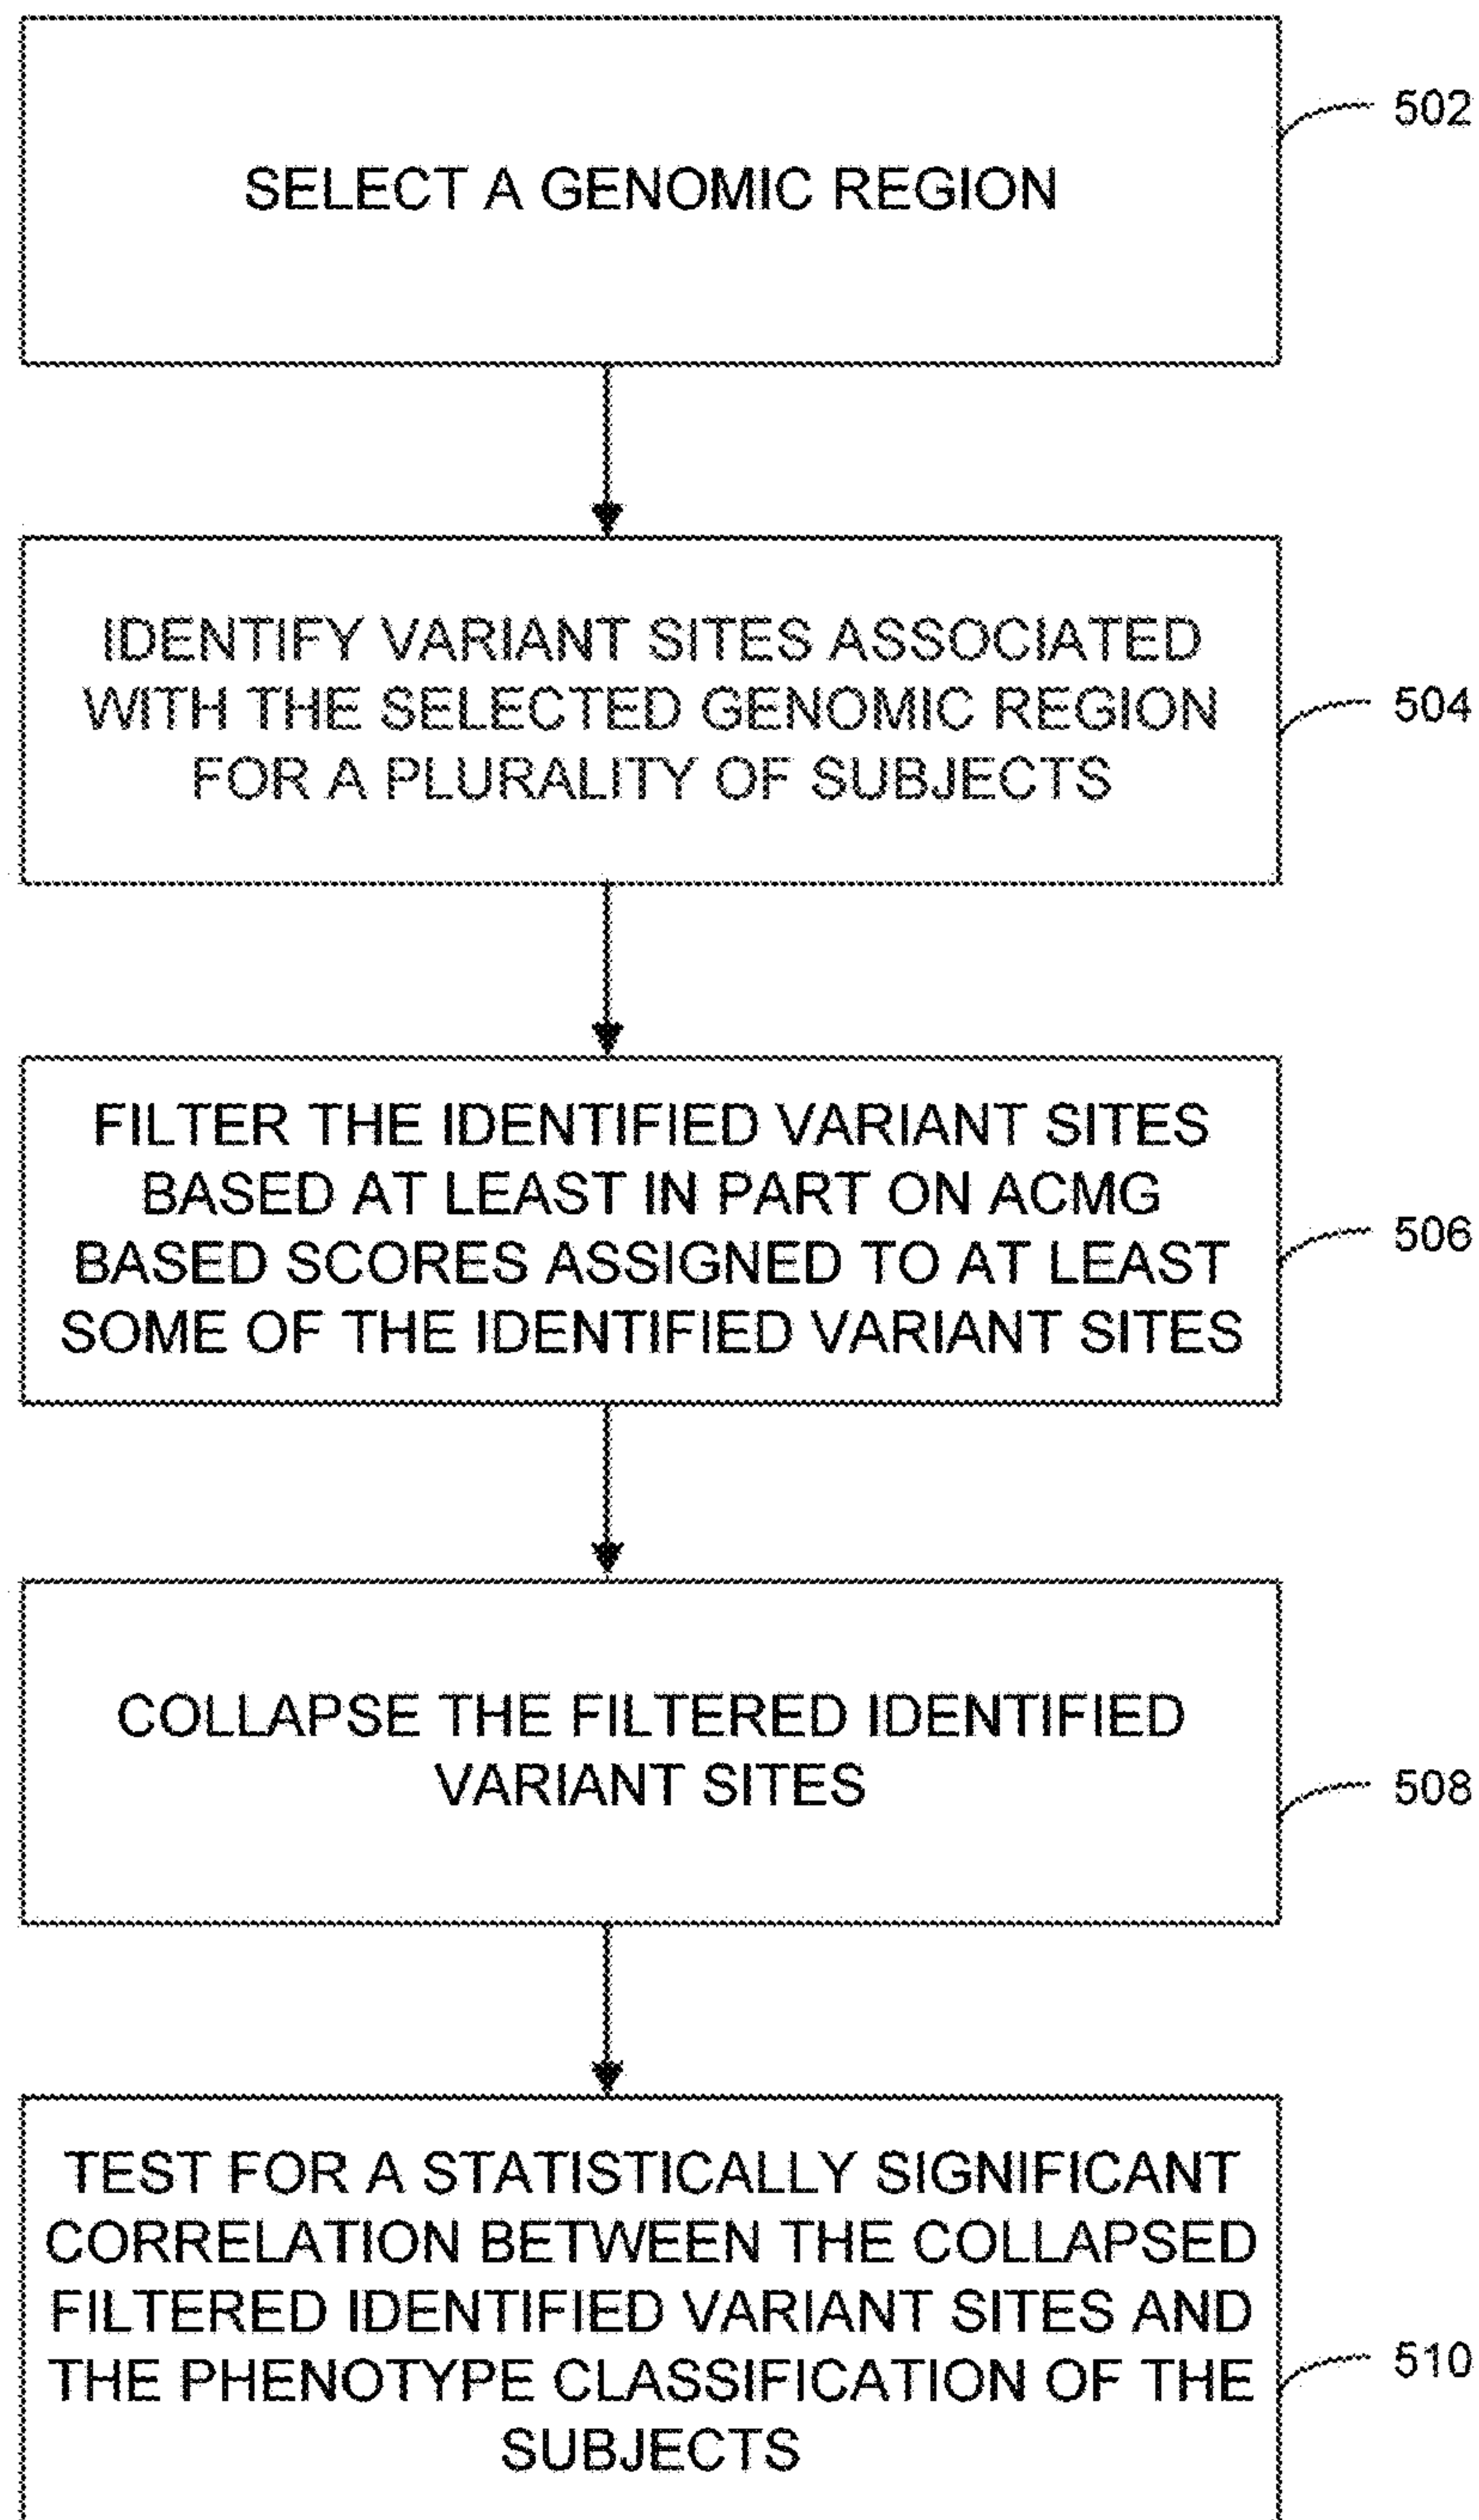 502
SELECT A GENOMIC REGION
IDENTIFY VARIANT SITES ASSOCIATED
WITH THE SELECTED GENOMIC REGION
FOR A PLURALITY OF SUBJECTS
504
FILTER THE IDENTIFIED VARIANT SITES
BASED AT LEAST IN PART ON ACMG
BASED SCORES ASSIGNED TO AT LEAST
SOME OF THE IDENTIFIED VARIANT SITES
506
COLLAPSE THE FILTERED IDENTIFIED
VARIANT SITES
508
TEST FOR A STATISTICALLY SIGNIFICANT
CORRELATION BETWEEN THE COLLAPSED
FILTERED IDENTIFIED VARIANT SITES AND
THE PHENOTYPE CLASSIFICATION OF THE
SUBJECTS
510